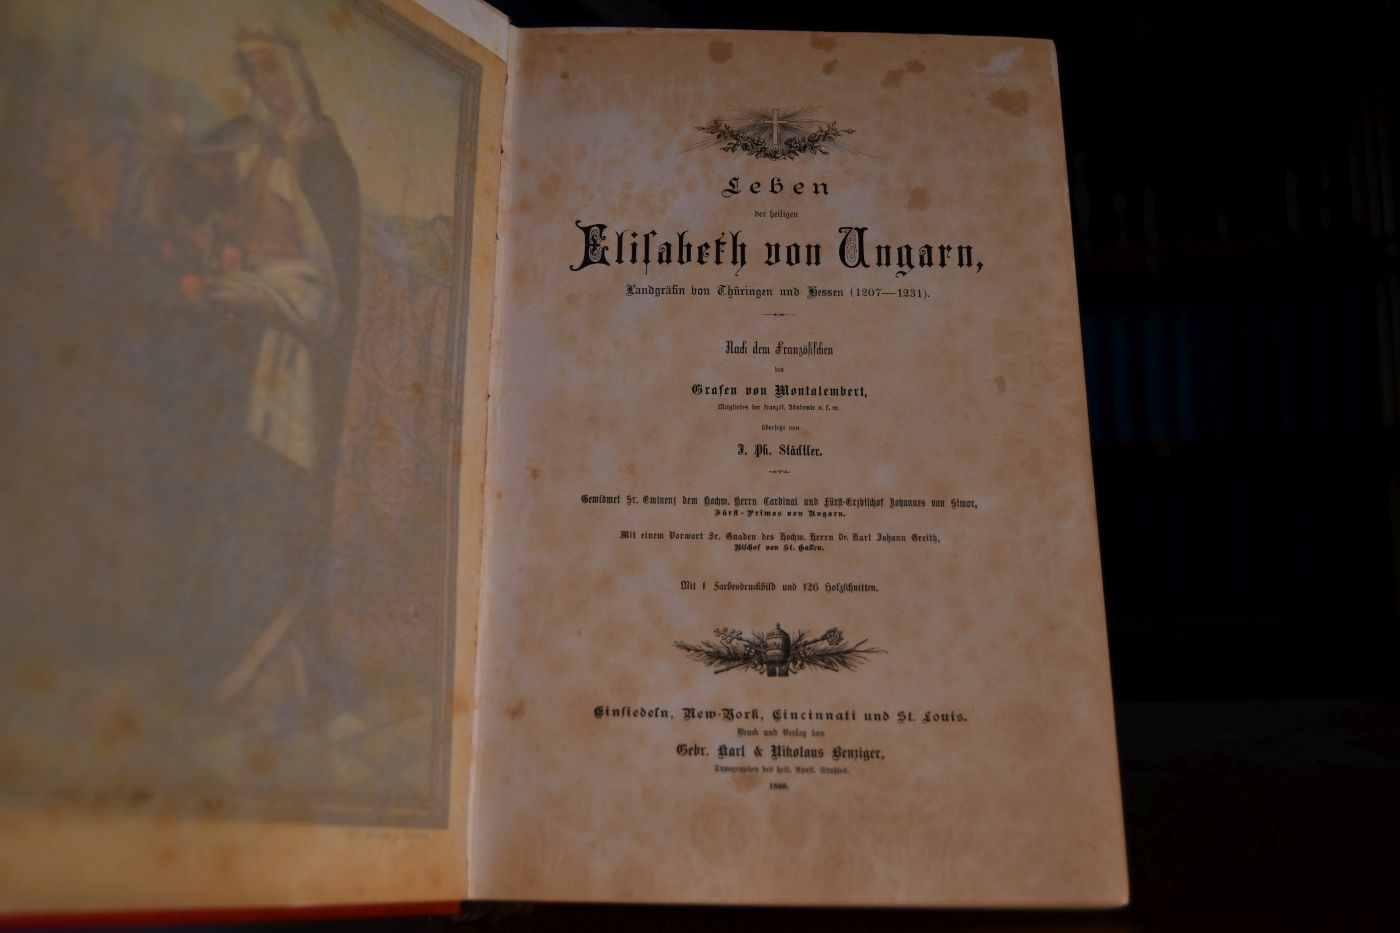 Leben
der heiligen
Eliſabeth von Ungarn,
Landgräfin von Thüringen und Hessen (1207—1231).
Nach dem Franzöſiſchen
des
Grafen von Montalembert,
Mitgliedes der franzöſ. Akademie u. ſ. w.
überſetzt von
J. Ph. Städtler.
Gewidmet Sr. Eminenz dem Hochw. Herrn Cardinal und Fürſt-Erzbiſchof Johannes von Simor,
Fürſt-Primas von Ungarn.
Mit einem Vorwort Sr. Gnaden des Hochw. Herrn Dr. Karl Johann Greith,
Biſchof von St. Gallen.
Mit 1 Farbendruckbild und 126 Holzſchnitten.
Einſiedeln, New-York, Cincinnati und St. Louis.
Druck und Verlag von
Gebr. Karl & Nikolaus Benziger,
Typographen des heil. Apoſt. Stuhles.
1880.